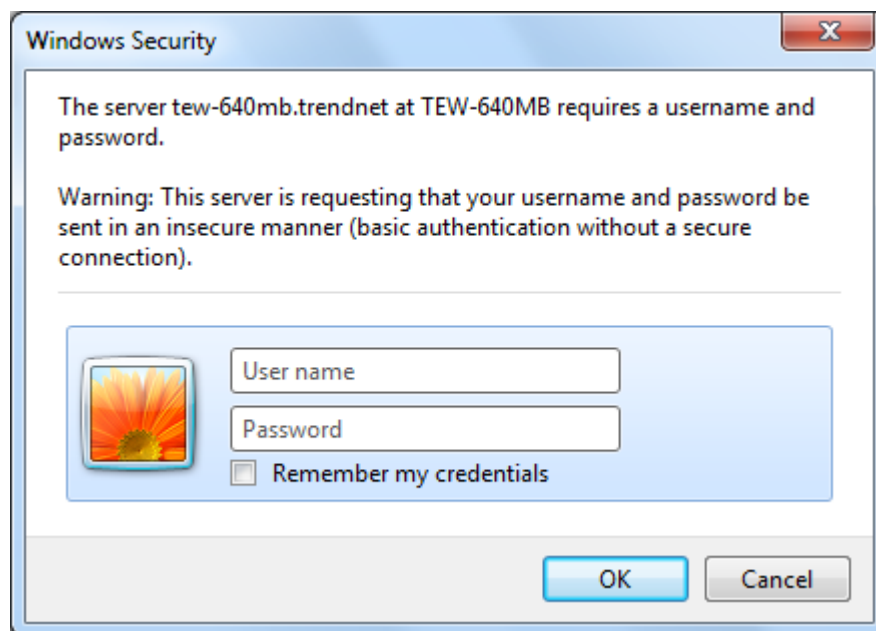 Windows Security
The server tew-640mb.trendnet at TEW-640MB requires a username and
password.
Warning: This server is requesting that your username and password be
sent in an insecure manner (basic authentication without a secure
connection).
User name
Password
Remember my credentials
OK Cancel